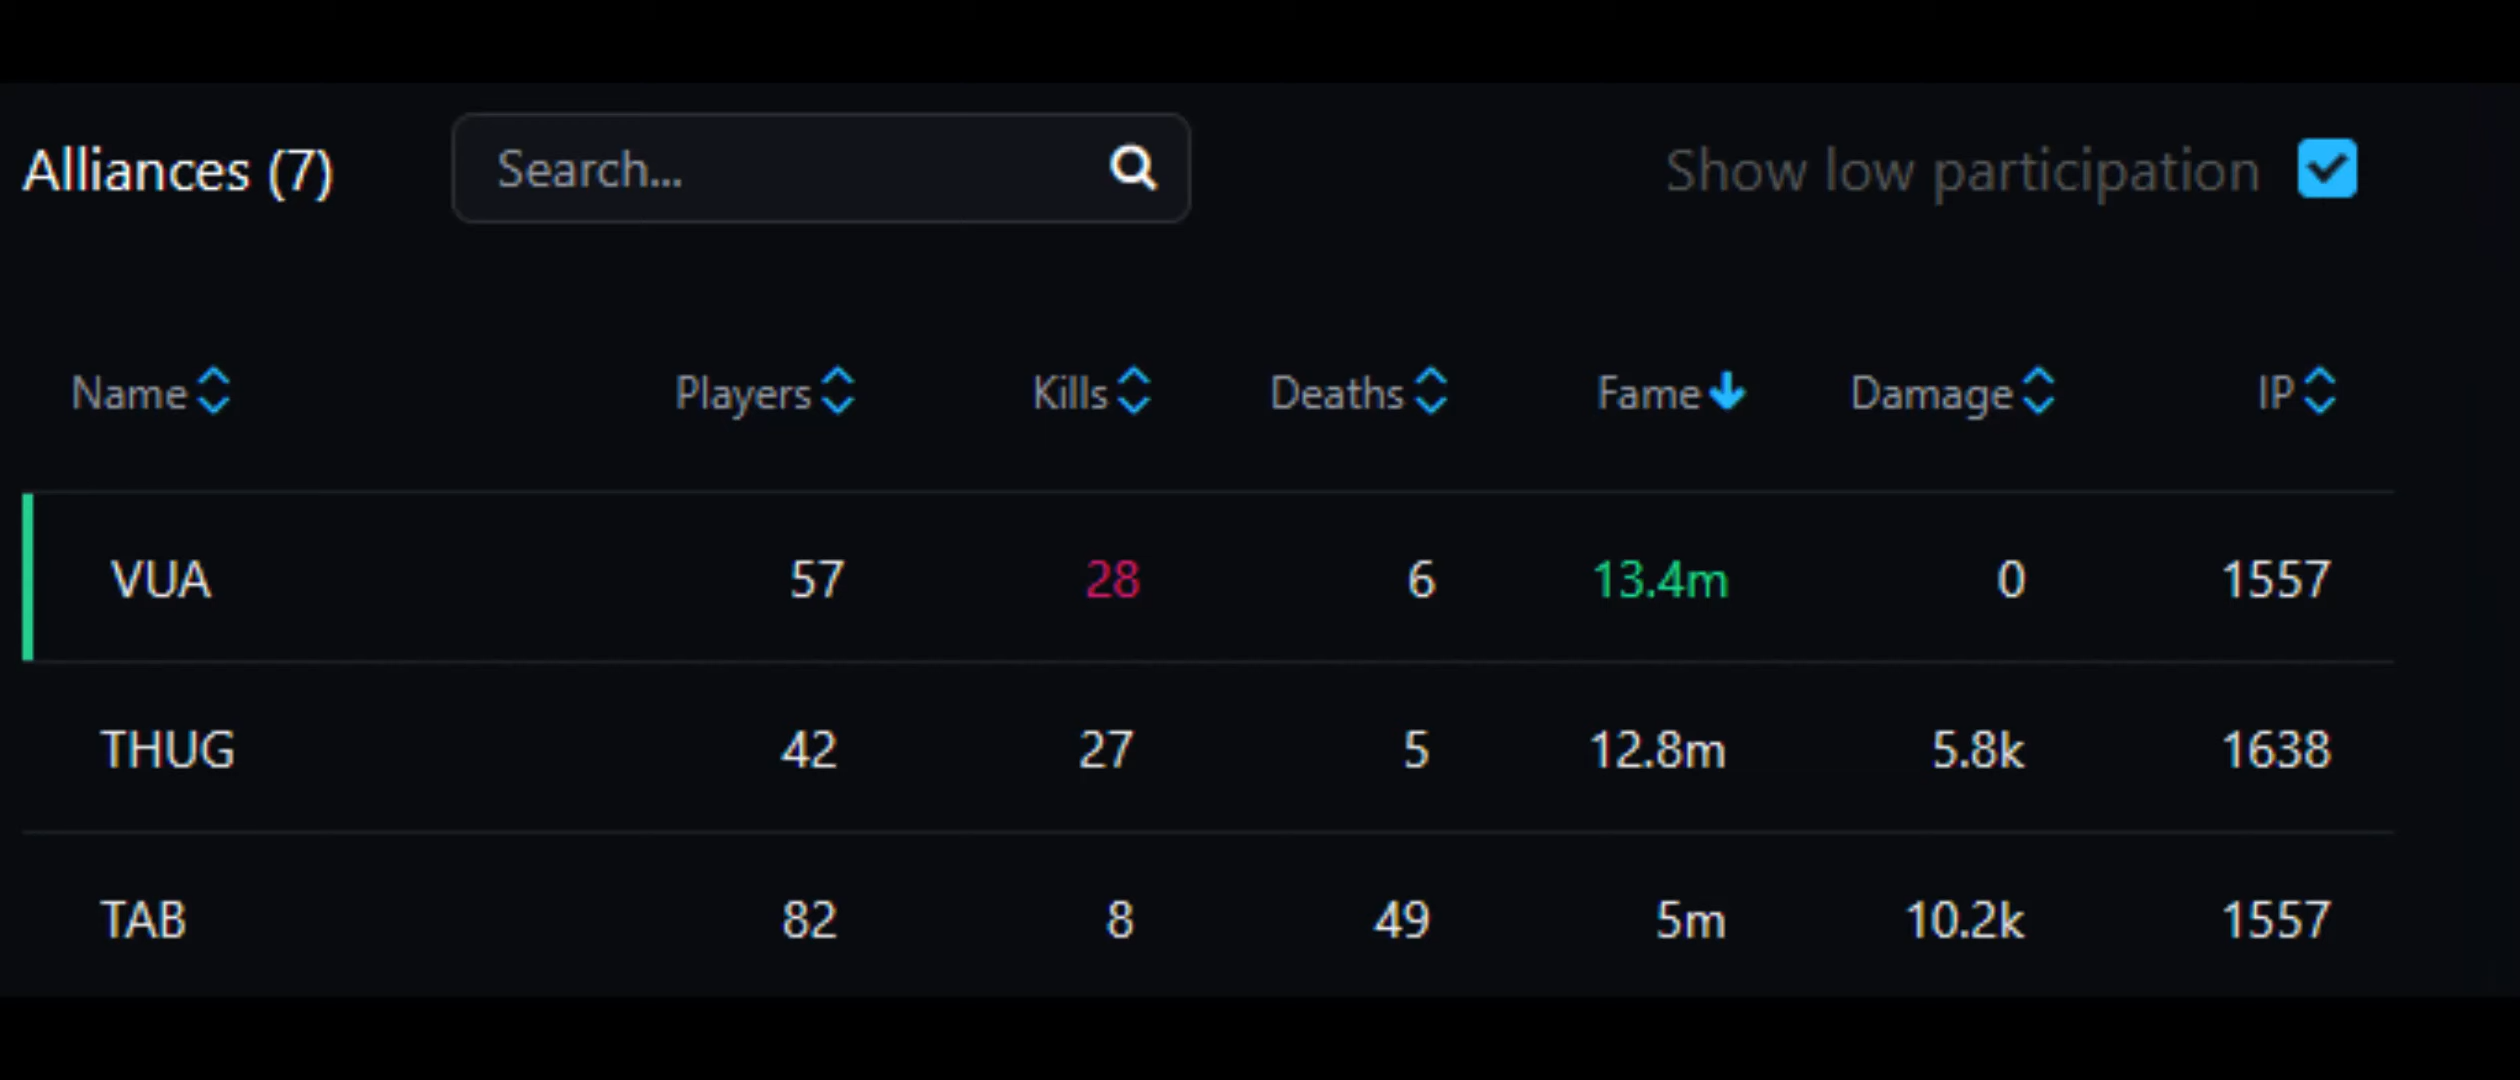 Alliances (7) Search... Show low participation
Name Players Kills Deaths Fame Damage IP
VUA 57 28 6 13.4m 0 1557
THUG 42 27 5 12.8m 5.8k 1638
TAB 82 8 49 5m 10.2k 1557